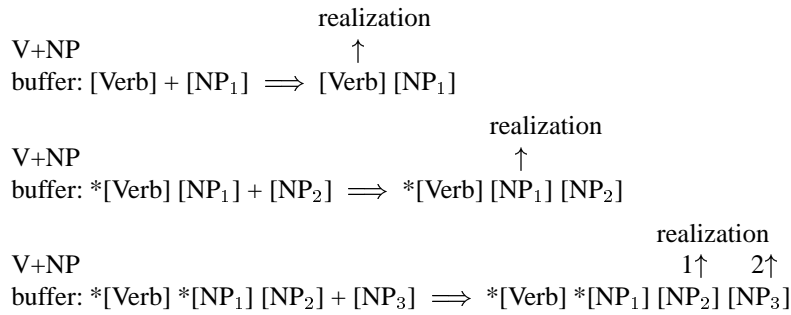 realization
V+NP ↑
buffer: [Verb] + [NP₁] ⟹ [Verb] [NP₁]
realization
V+NP ↑
buffer: *[Verb] [NP₁] + [NP₂] ⟹ *[Verb] [NP₁] [NP₂]
realization
V+NP 1↑ 2↑
buffer: *[Verb] *[NP₁] [NP₂] + [NP₃] ⟹ *[Verb] *[NP₁] [NP₂] [NP₃]